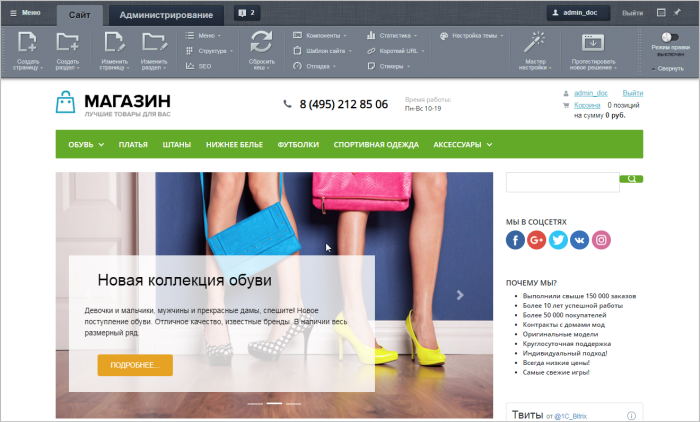 Меню
Сайт
Администрирование
2
admin_doc
Выйти
Создать страницу
Создать раздел
Изменить страницу
Изменить раздел
Меню
Структура
SEO
Сбросить кеш
Компоненты
Шаблон сайта
Отладка
Статистика
Короткий URL
Стикеры
Настройка темы
Мастер настройки
Протестировать новое решение
Режим правки
выключен
Свернуть
МАГАЗИН
ЛУЧШИЕ ТОВАРЫ ДЛЯ ВАС
8 (495) 212 85 06
Время работы:
Пн-Вс 10-19
admin_doc Выйти
Корзина 0 позиций
на сумму 0 руб.
ОБУВЬ ПЛАТЬЯ ШТАНЫ НИЖНЕЕ БЕЛЬЕ ФУТБОЛКИ СПОРТИВНАЯ ОДЕЖДА АКСЕССУАРЫ
Новая коллекция обуви
Девочки и мальчики, мужчины и прекрасные дамы, спешите! Новое
поступление обуви. Отличное качество, известные бренды. В наличии весь
размерный ряд.
ПОДРОБНЕЕ...
МЫ В СОЦСЕТЯХ
ПОЧЕМУ МЫ?
Выполнили свыше 150 000 заказов
Более 10 лет успешной работы
Более 50 000 покупателей
Контракты с домами мод
Оригинальные модели
Круглосуточная поддержка
Индивидуальный подход!
Всегда низкие цены!
Самые свежие игры!
Твиты от @1C_Bitrix